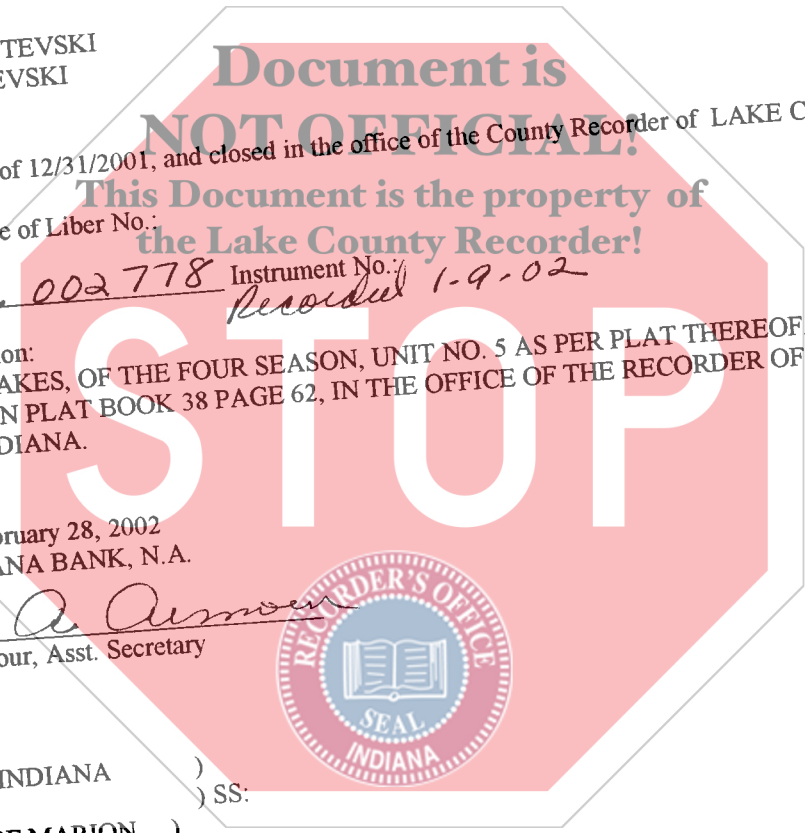 TEVSKI
EVSKI
Document is
NOT OFFICIAL!
of 12/31/2001, and closed in the office of the County Recorder of LAKE C
This Document is the property of
e of Liber No.:
the Lake County Recorder!
002778 Instrument No.:
Recorded 1-9-02
on:
AKES, OF THE FOUR SEASON, UNIT NO. 5 AS PER PLAT THEREOF,
N PLAT BOOK 38 PAGE 62, IN THE OFFICE OF THE RECORDER OF
DIANA.
STOP
ruary 28, 2002
ANA BANK, N.A.
our, Asst. Secretary
RECORDER'S OFFICE
SEAL
INDIANA
INDIANA )
) SS:
MARION )